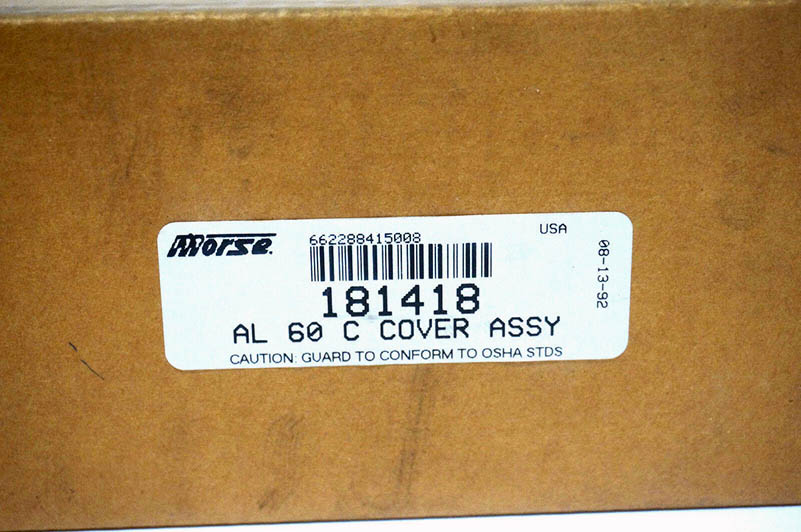 Morse.
662288415008
USA
181418
AL 60 C COVER ASSY
CAUTION: GUARD TO CONFORM TO OSHA STDS
08-13-92